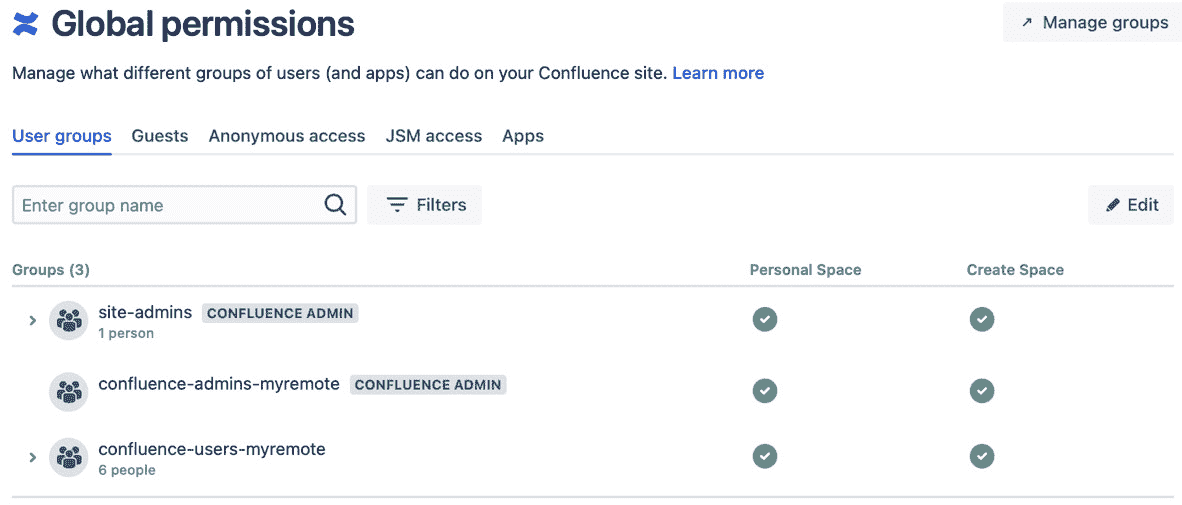 Global permissions
Manage groups
Manage what different groups of users (and apps) can do on your Confluence site. Learn more
User groups Guests Anonymous access JSM access Apps
Enter group name Filters Edit
Groups (3) Personal Space Create Space
site-admins CONFLUENCE ADMIN
1 person
confluence-admins-myremote CONFLUENCE ADMIN
confluence-users-myremote
6 people